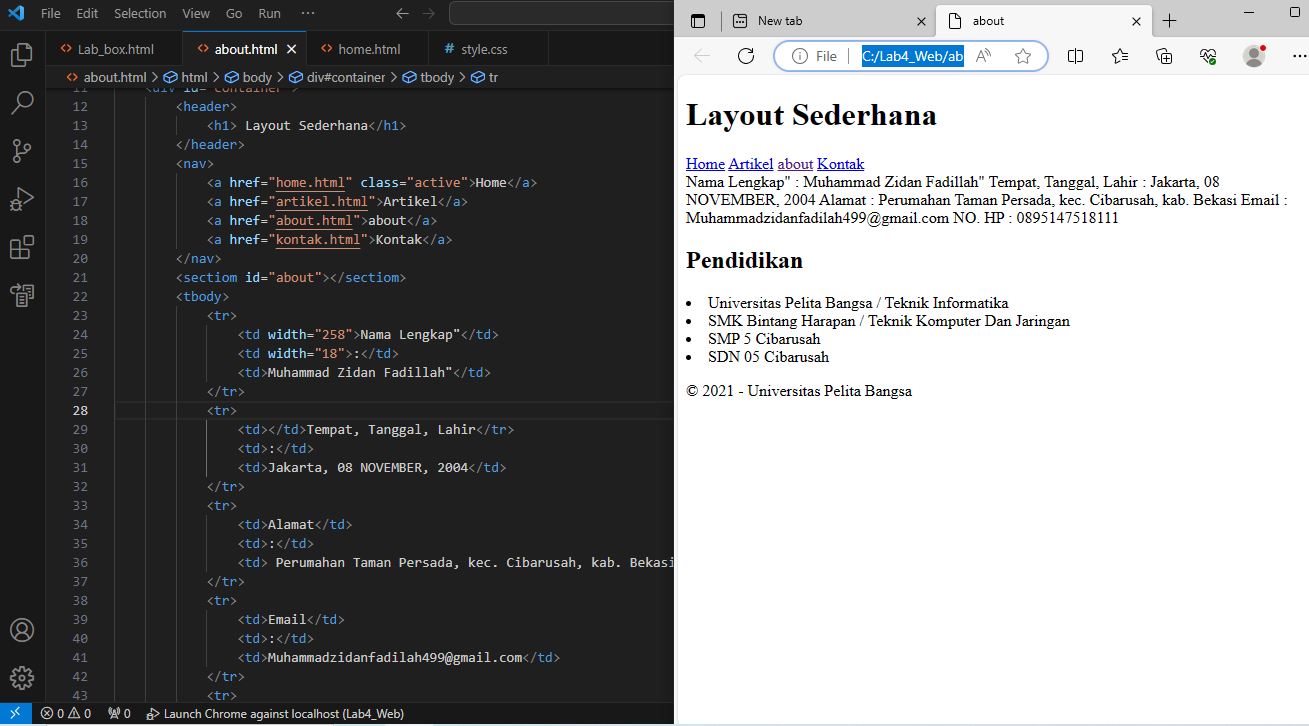 File Edit Selection View Go Run ···
Lab_box.html about.html home.html # style.css
about.html > html > body > div#container > tbody > tr
12 <header>
13 <h1> Layout Sederhana</h1>
14 </header>
15 <nav>
16 <a href="home.html" class="active">Home</a>
17 <a href="artikel.html">Artikel</a>
18 <a href="about.html">about</a>
19 <a href="kontak.html">Kontak</a>
20 </nav>
21 <sectiom id="about"></sectiom>
22 <tbody>
23 <tr>
24 <td width="258">Nama Lengkap"</td>
25 <td width="18">:</td>
26 <td>Muhammad Zidan Fadillah"</td>
27 </tr>
28 <tr>
29 <td></td>Tempat, Tanggal, Lahir</tr>
30 <td>:</td>
31 <td>Jakarta, 08 NOVEMBER, 2004</td>
32 </tr>
33 <tr>
34 <td>Alamat</td>
35 <td>:</td>
36 <td> Perumahan Taman Persada, kec. Cibarusah, kab. Bekasi
37 </tr>
38 <tr>
39 <td>Email</td>
40 <td>:</td>
41 <td>Muhammadzidanfadilah499@gmail.com</td>
42 </tr>
43 <tr>
0 0 0 Launch Chrome against localhost (Lab4_Web)
New tab
about
File C:/Lab4_Web/ab
Layout Sederhana
Home Artikel about Kontak
Nama Lengkap" : Muhammad Zidan Fadillah" Tempat, Tanggal, Lahir : Jakarta, 08
NOVEMBER, 2004 Alamat : Perumahan Taman Persada, kec. Cibarusah, kab. Bekasi Email :
Muhammadzidanfadilah499@gmail.com NO. HP : 0895147518111
Pendidikan
• Universitas Pelita Bangsa / Teknik Informatika
• SMK Bintang Harapan / Teknik Komputer Dan Jaringan
• SMP 5 Cibarusah
• SDN 05 Cibarusah
© 2021 - Universitas Pelita Bangsa